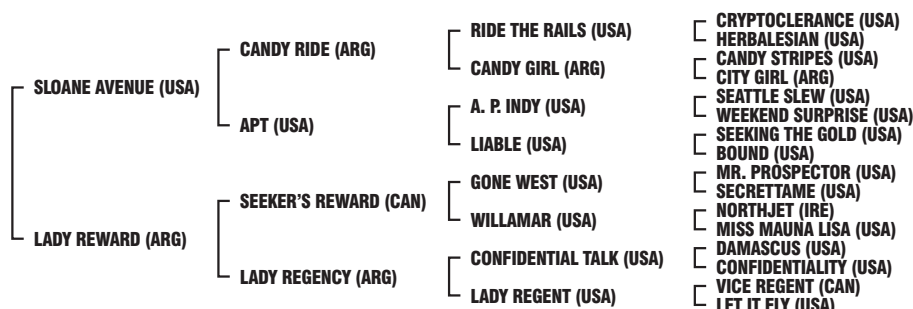 SLOANE AVENUE (USA)
LADY REWARD (ARG)
CANDY RIDE (ARG)
APT (USA)
SEEKER'S REWARD (CAN)
LADY REGENCY (ARG)
RIDE THE RAILS (USA)
CANDY GIRL (ARG)
A. P. INDY (USA)
LIABLE (USA)
GONE WEST (USA)
WILLAMAR (USA)
CONFIDENTIAL TALK (USA)
LADY REGENT (USA)
CRYPTOCLERANCE (USA)
HERBALESIAN (USA)
CANDY STRIPES (USA)
CITY GIRL (ARG)
SEATTLE SLEW (USA)
WEEKEND SURPRISE (USA)
SEEKING THE GOLD (USA)
BOUND (USA)
MR. PROSPECTOR (USA)
SECRETTAME (USA)
NORTHJET (IRE)
MISS MAUNA LISA (USA)
DAMASCUS (USA)
CONFIDENTIALITY (USA)
VICE REGENT (CAN)
LET IT FLY (USA)